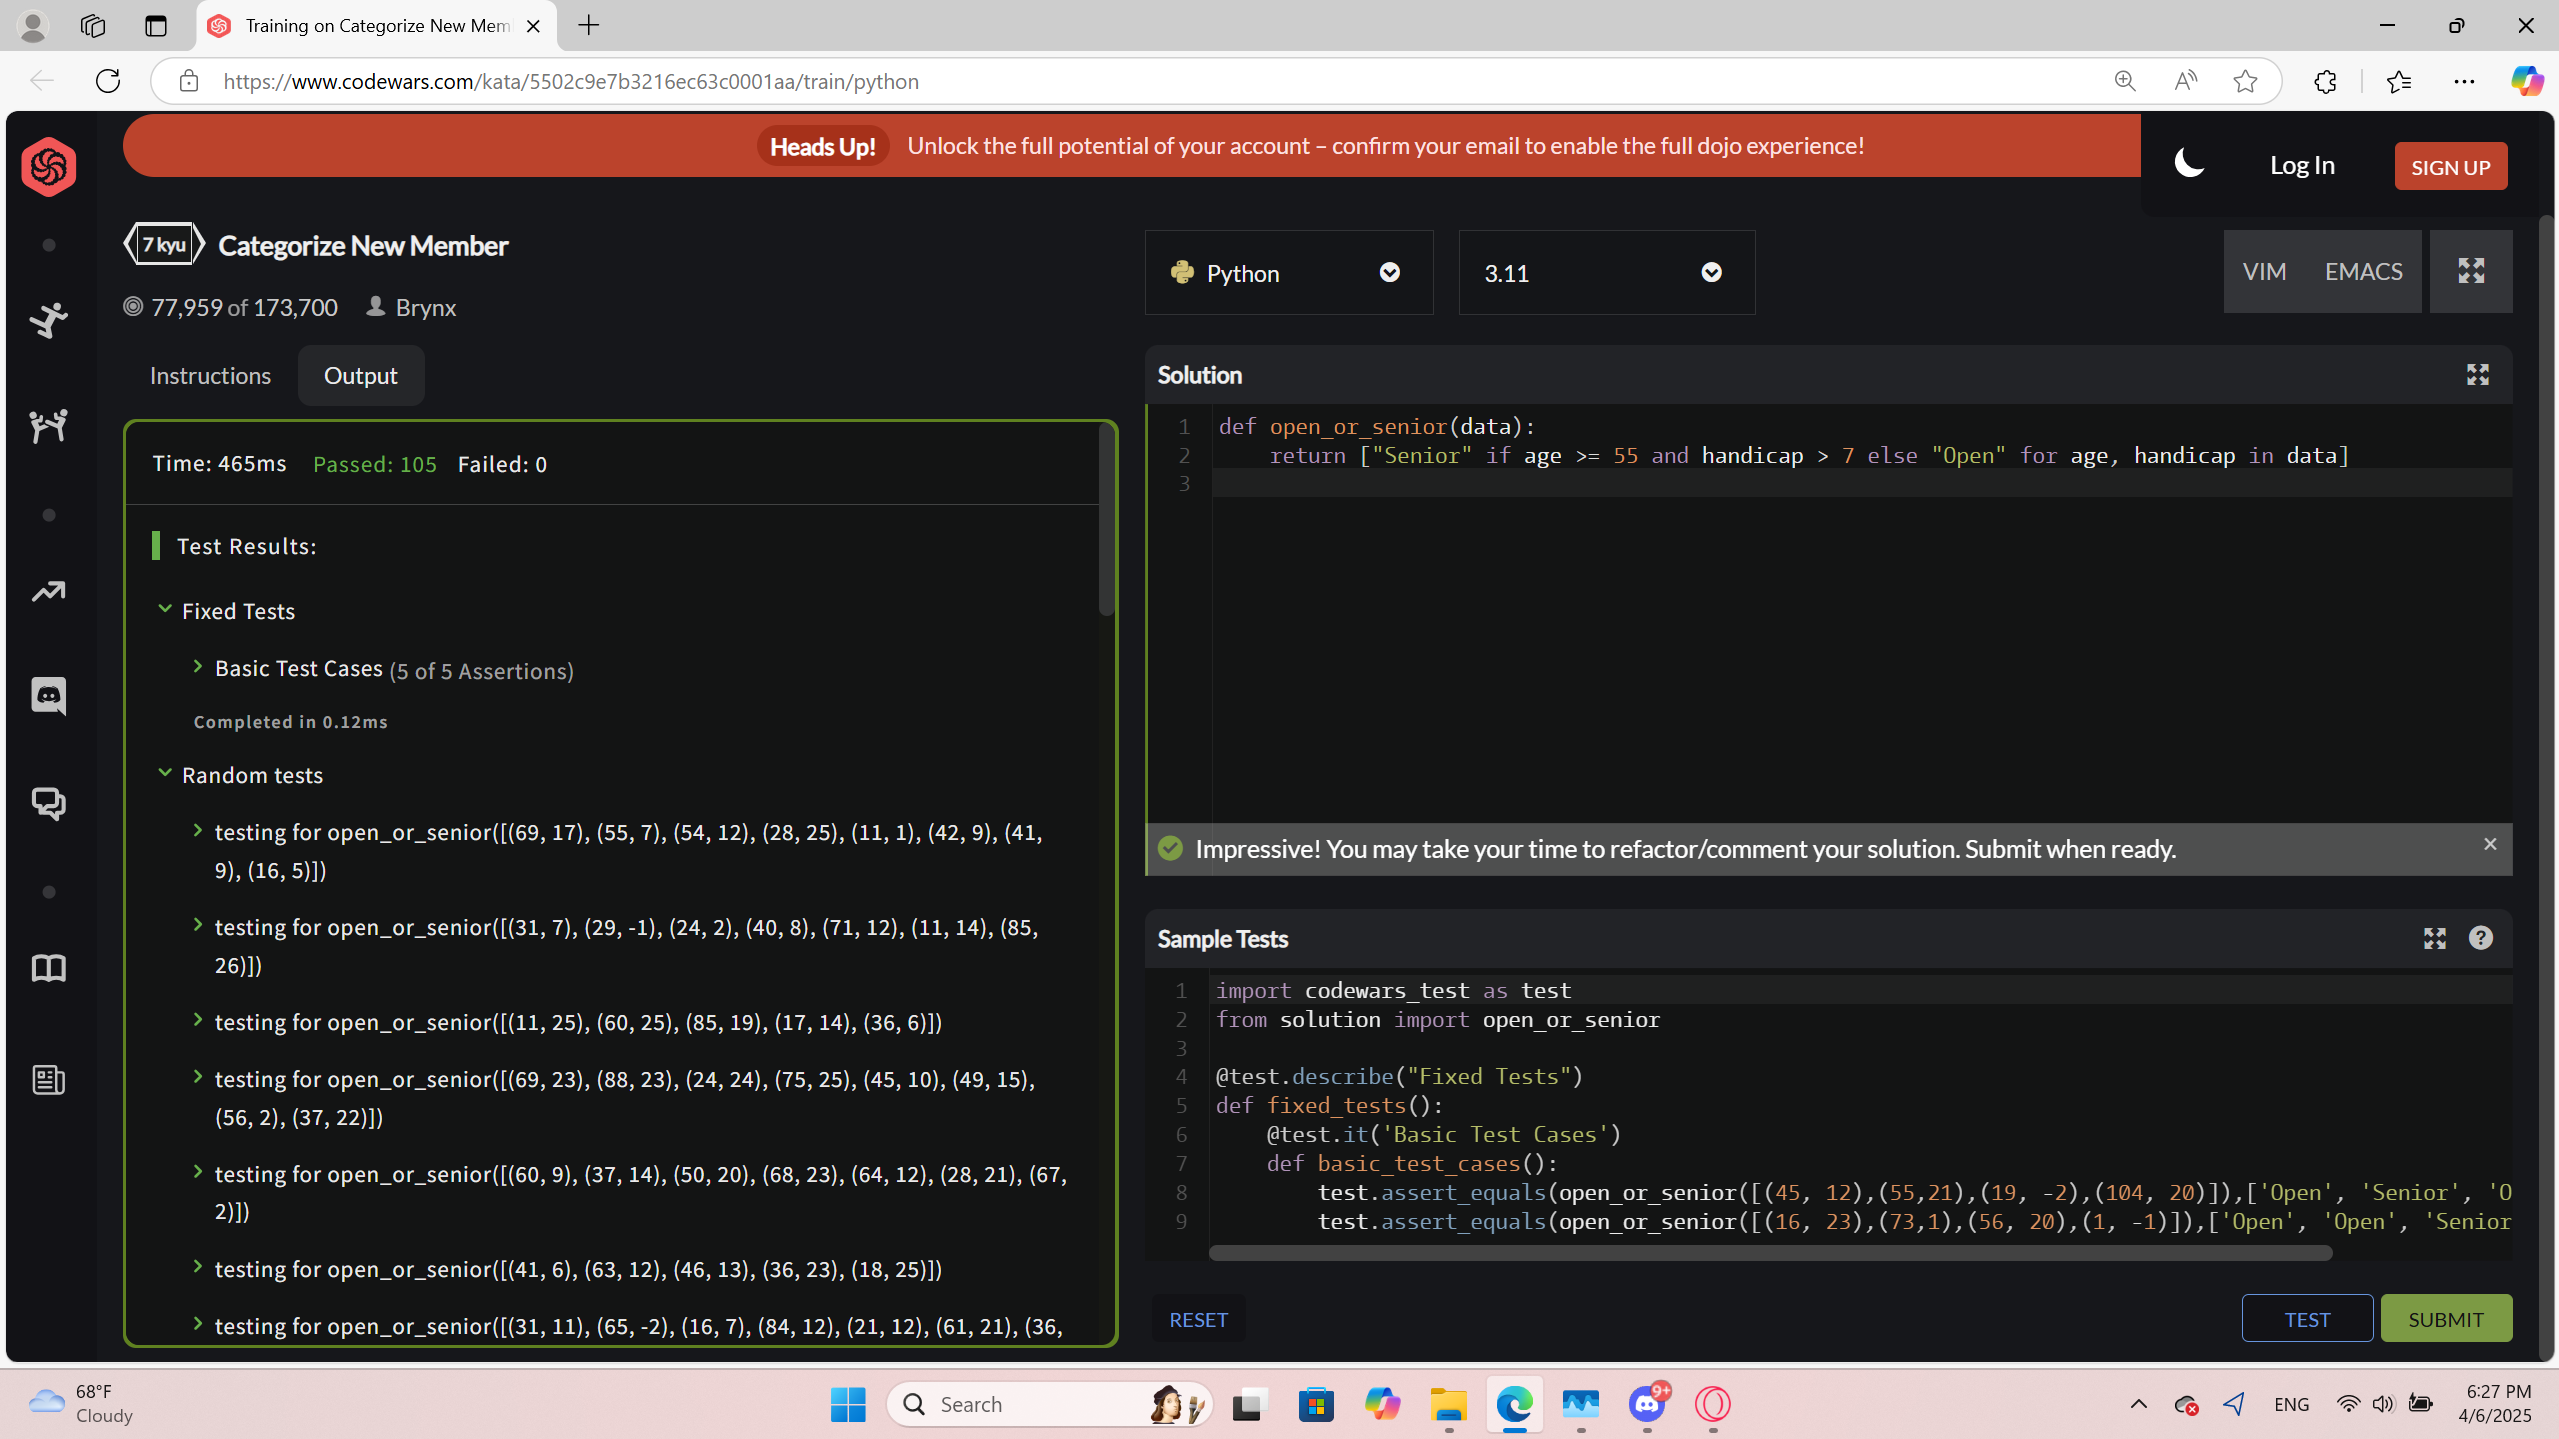 Training on Categorize New Mem
https://www.codewars.com/kata/5502c9e7b3216ec63c0001aa/train/python
Heads Up! Unlock the full potential of your account – confirm your email to enable the full dojo experience!
Log In
SIGN UP
7 kyu Categorize New Member
77,959 of 173,700 Brynx
Python
3.11
VIM EMACS
Instructions
Output
Time: 465ms Passed: 105 Failed: 0
Test Results:
Fixed Tests
Basic Test Cases (5 of 5 Assertions)
Completed in 0.12ms
Random tests
testing for open_or_senior([(69, 17), (55, 7), (54, 12), (28, 25), (11, 1), (42, 9), (41,
9), (16, 5)])
testing for open_or_senior([(31, 7), (29, -1), (24, 2), (40, 8), (71, 12), (11, 14), (85,
26)])
testing for open_or_senior([(11, 25), (60, 25), (85, 19), (17, 14), (36, 6)])
testing for open_or_senior([(69, 23), (88, 23), (24, 24), (75, 25), (45, 10), (49, 15),
(56, 2), (37, 22)])
testing for open_or_senior([(60, 9), (37, 14), (50, 20), (68, 23), (64, 12), (28, 21), (67,
2)])
testing for open_or_senior([(41, 6), (63, 12), (46, 13), (36, 23), (18, 25)])
testing for open_or_senior([(31, 11), (65, -2), (16, 7), (84, 12), (21, 12), (61, 21), (36,
Solution
1 def open_or_senior(data):
2 return ["Senior" if age >= 55 and handicap > 7 else "Open" for age, handicap in data]
3
Impressive! You may take your time to refactor/comment your solution. Submit when ready.
Sample Tests
1 import codewars_test as test
2 from solution import open_or_senior
3
4 @test.describe("Fixed Tests")
5 def fixed_tests():
6 @test.it('Basic Test Cases')
7 def basic_test_cases():
8 test.assert_equals(open_or_senior([(45, 12),(55,21),(19, -2),(104, 20)]),['Open', 'Senior', 'O
9 test.assert_equals(open_or_senior([(16, 23),(73,1),(56, 20),(1, -1)]),['Open', 'Open', 'Senior
RESET
TEST
SUBMIT
68°F
Cloudy
Search
9+
ENG
6:27 PM
4/6/2025